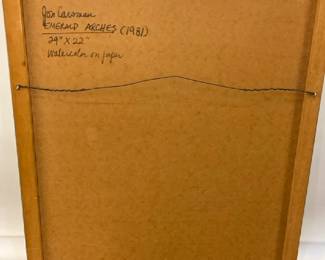 Jon Carsman
EMERALD ARCHES (1981)
29" X 22"
watercolor on paper